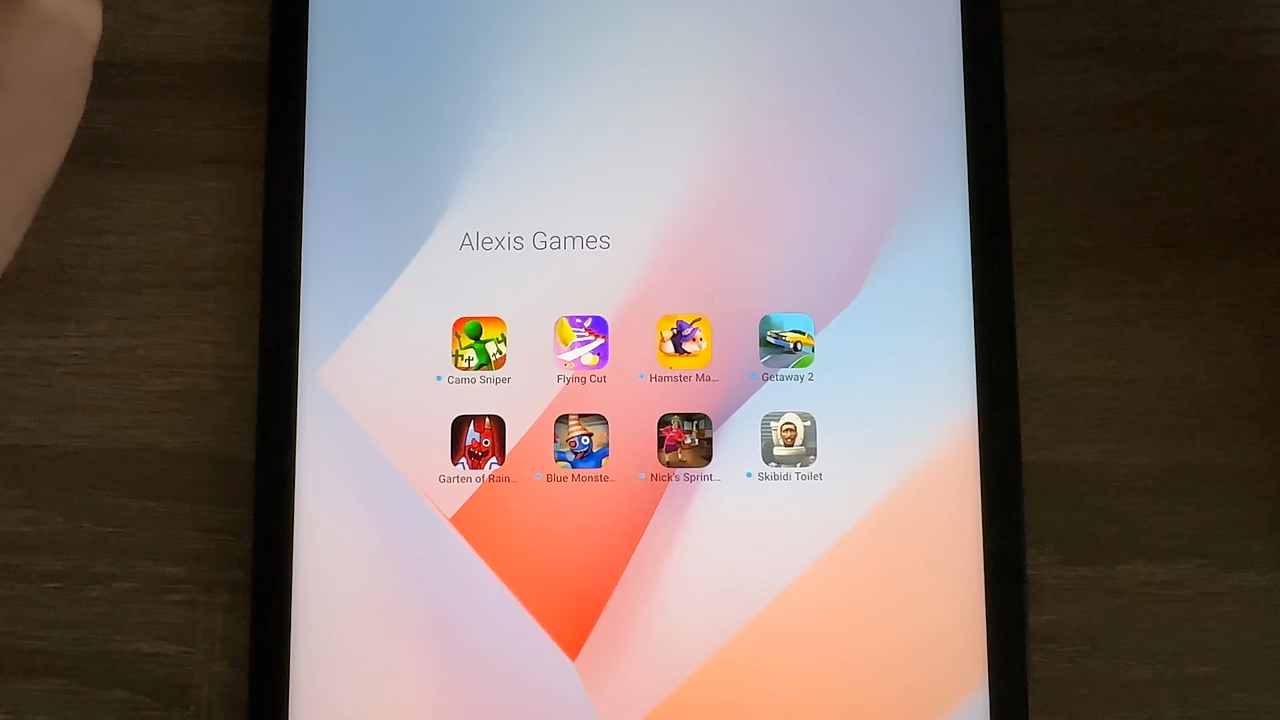 Alexis Games
Camo Sniper
Flying Cut
Hamster Ma...
Getaway 2
Garten of Rain...
Blue Monste...
Nick's Sprint...
Skibidi Toilet